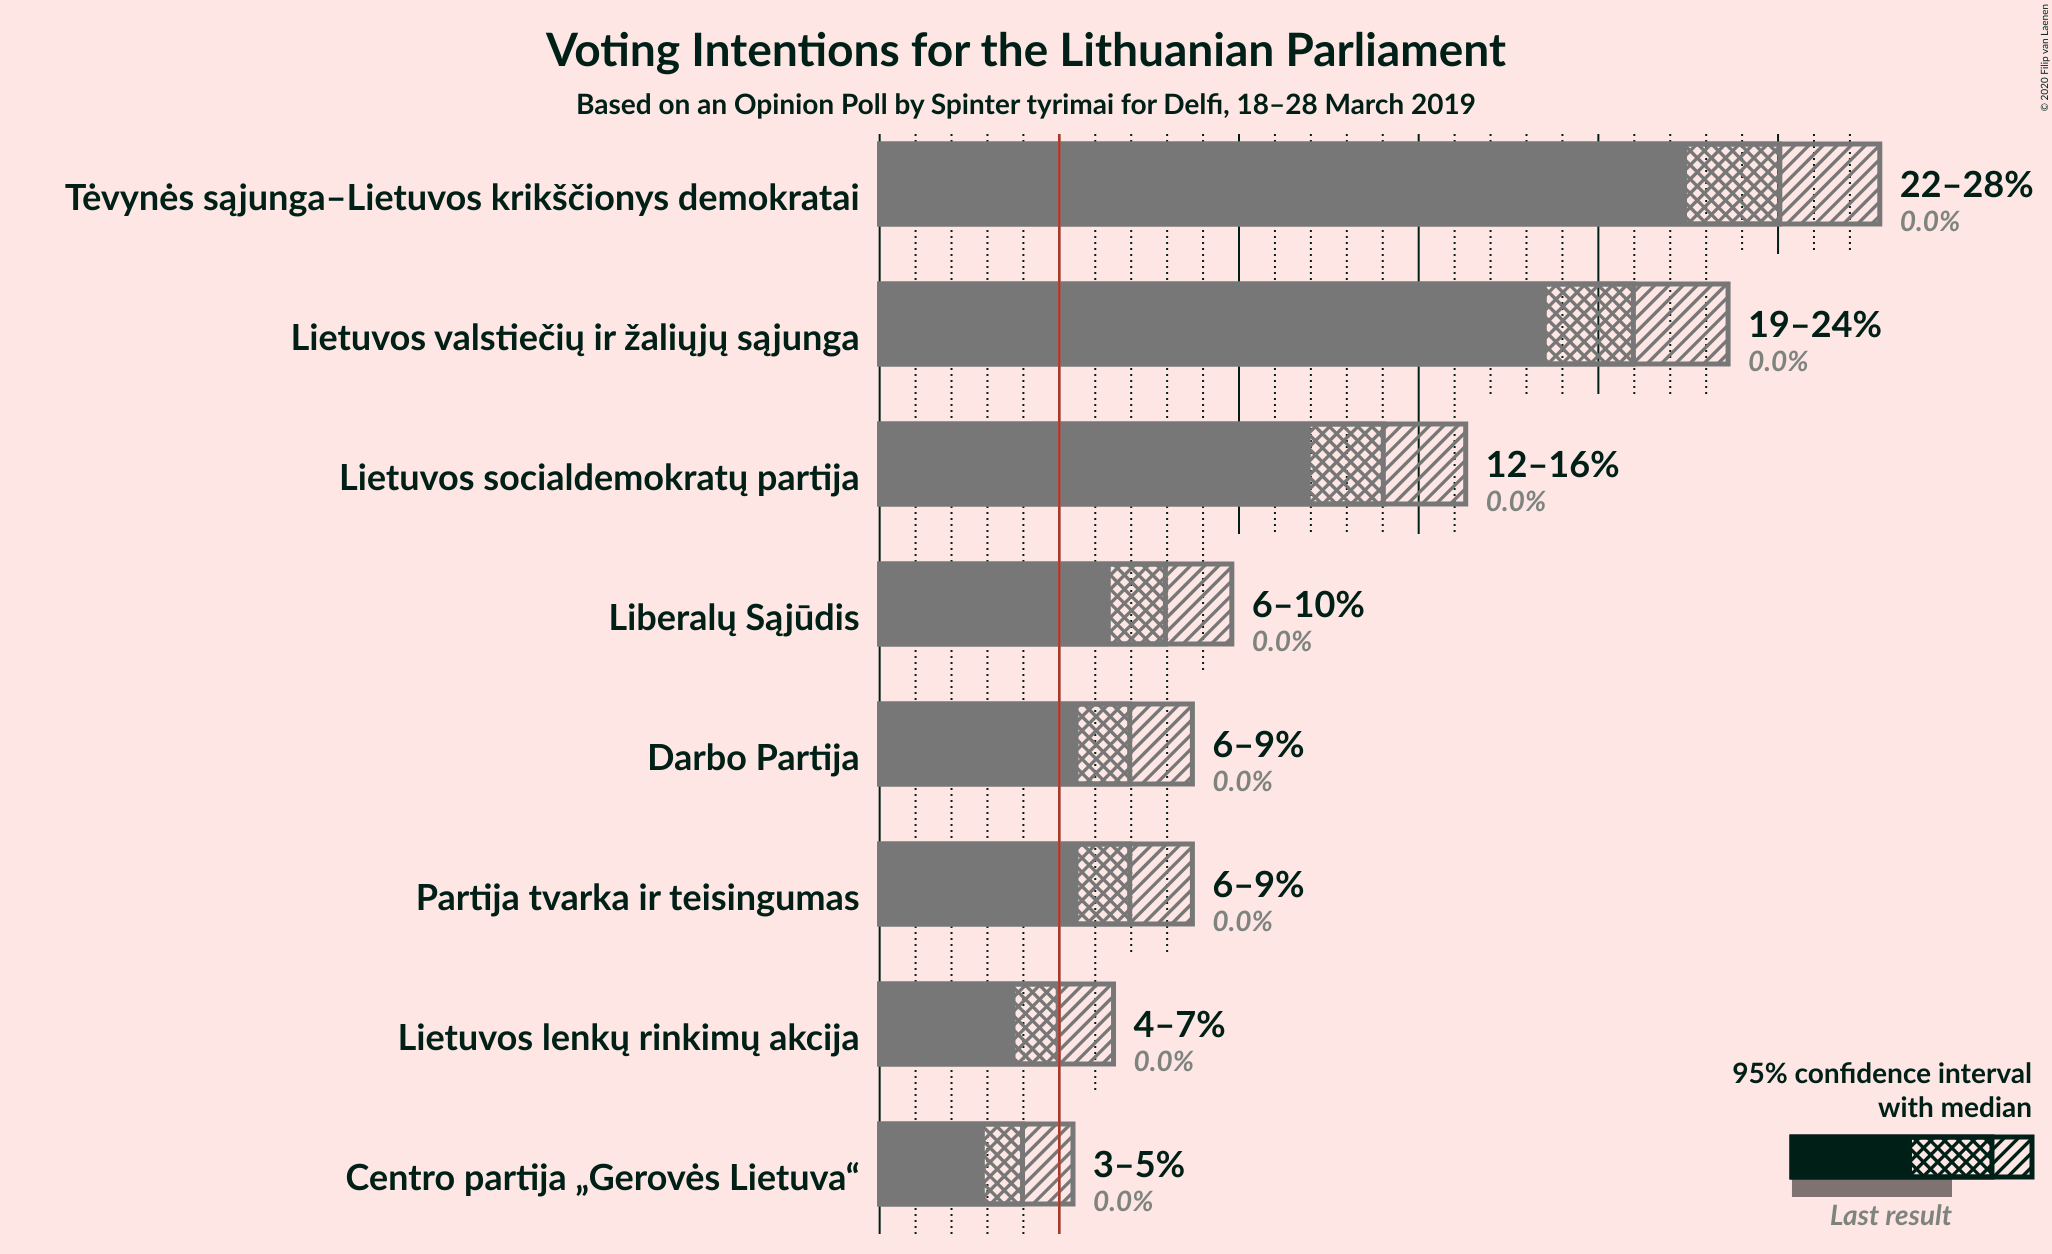 Voting Intentions for the Lithuanian Parliament
Based on an Opinion Poll by Spinter tyrimai for Delfi, 18–28 March 2019
© 2020 Filip van Laenen
Tėvynės sąjunga–Lietuvos krikščionys demokratai
22–28%
0.0%
Lietuvos valstiečių ir žaliųjų sąjunga
19–24%
0.0%
Lietuvos socialdemokratų partija
12–16%
0.0%
Liberalų Sąjūdis
6–10%
0.0%
Darbo Partija
6–9%
0.0%
Partija tvarka ir teisingumas
6–9%
0.0%
Lietuvos lenkų rinkimų akcija
4–7%
0.0%
Centro partija „Gerovės Lietuva“
3–5%
0.0%
95% confidence interval
with median
Last result